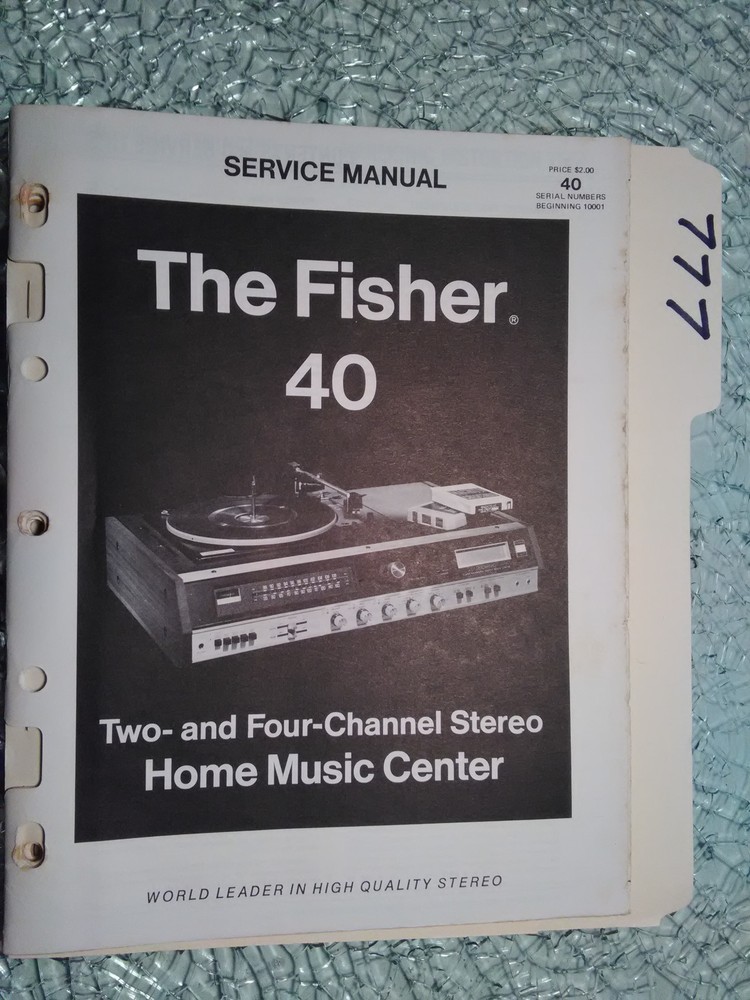 SERVICE MANUAL
PRICE $2.00
40
SERIAL NUMBERS
BEGINNING 10001
The Fisher®
40
Two- and Four-Channel Stereo
Home Music Center
WORLD LEADER IN HIGH QUALITY STEREO
777